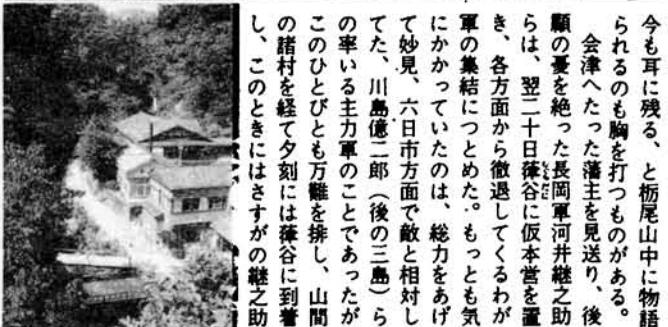 今も耳に残る、と栃尾山中に物語
られるのも胸を打つものがある。
会津へたった藩主を見送り、後
顧の憂を絶った長岡軍河井継之助
らは、翌二十日葎谷に仮本営を置
き、各方面から徹退してくるわが
軍の集結につとめた。もっとも気
にかかっていたのは、総力をあげ
て妙見、六日市方面で敵と相対し
てた、川島億二郎（後の三島）ら
の率いる主力軍のことであったが
このひとびとも万難を排し、山間
の諸村を経て夕刻には葎谷に到着
し、このときにはさすがの継之助